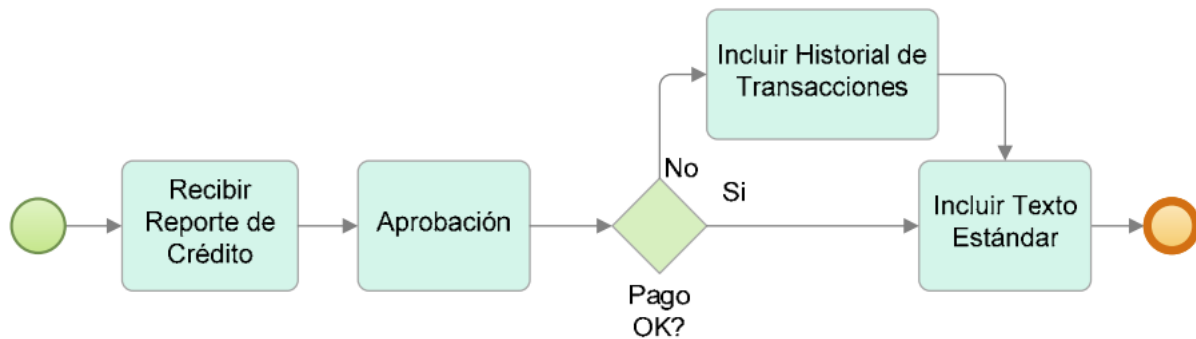 Recibir
Reporte de
Crédito
Aprobación
Pago
OK?
No
Si
Incluir Historial de
Transacciones
Incluir Texto
Estándar